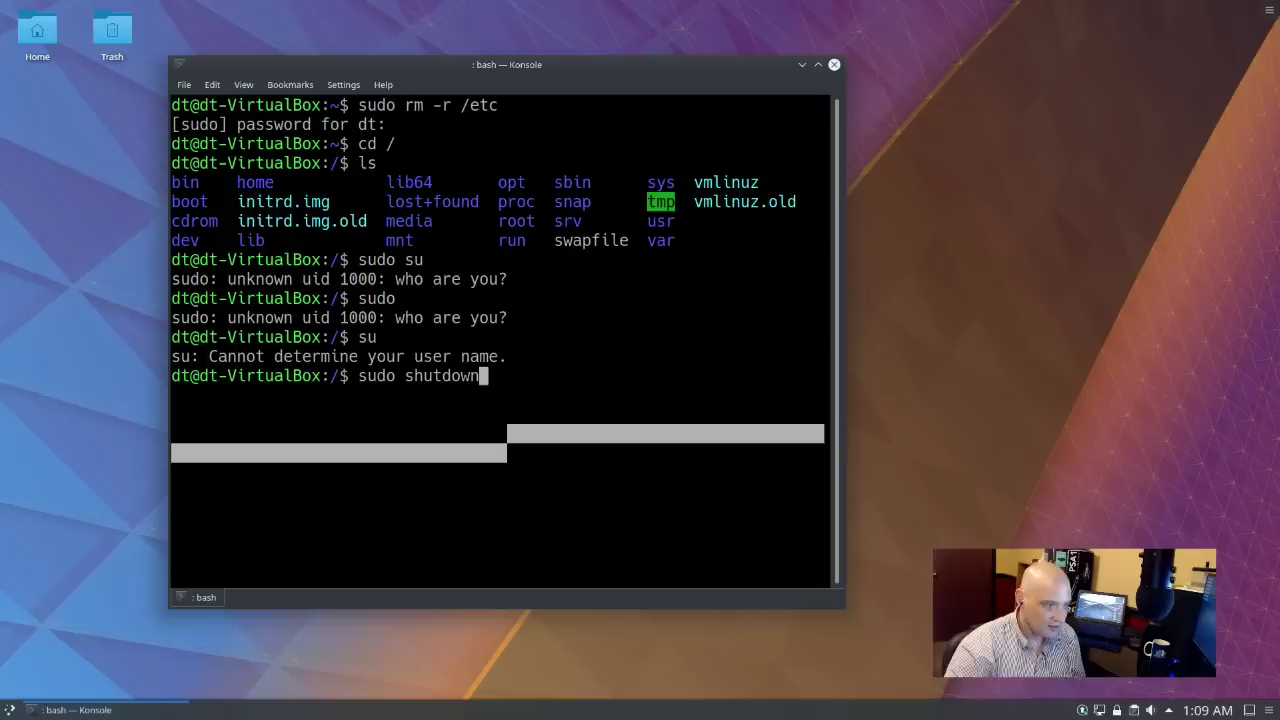 Home
Trash
: bash — Konsole
File Edit View Bookmarks Settings Help
dt@dt-VirtualBox:~$ sudo rm -r /etc
[sudo] password for dt:
dt@dt-VirtualBox:~$ cd /
dt@dt-VirtualBox:/$ ls
bin home lib64 opt sbin sys vmlinuz
boot initrd.img lost+found proc snap tmp vmlinuz.old
cdrom initrd.img.old media root srv usr
dev lib mnt run swapfile var
dt@dt-VirtualBox:/$ sudo su
sudo: unknown uid 1000: who are you?
dt@dt-VirtualBox:/$ sudo
sudo: unknown uid 1000: who are you?
dt@dt-VirtualBox:/$ su
su: Cannot determine your user name.
dt@dt-VirtualBox:/$ sudo shutdown
: bash
PSA1
: bash — Konsole
1:09 AM